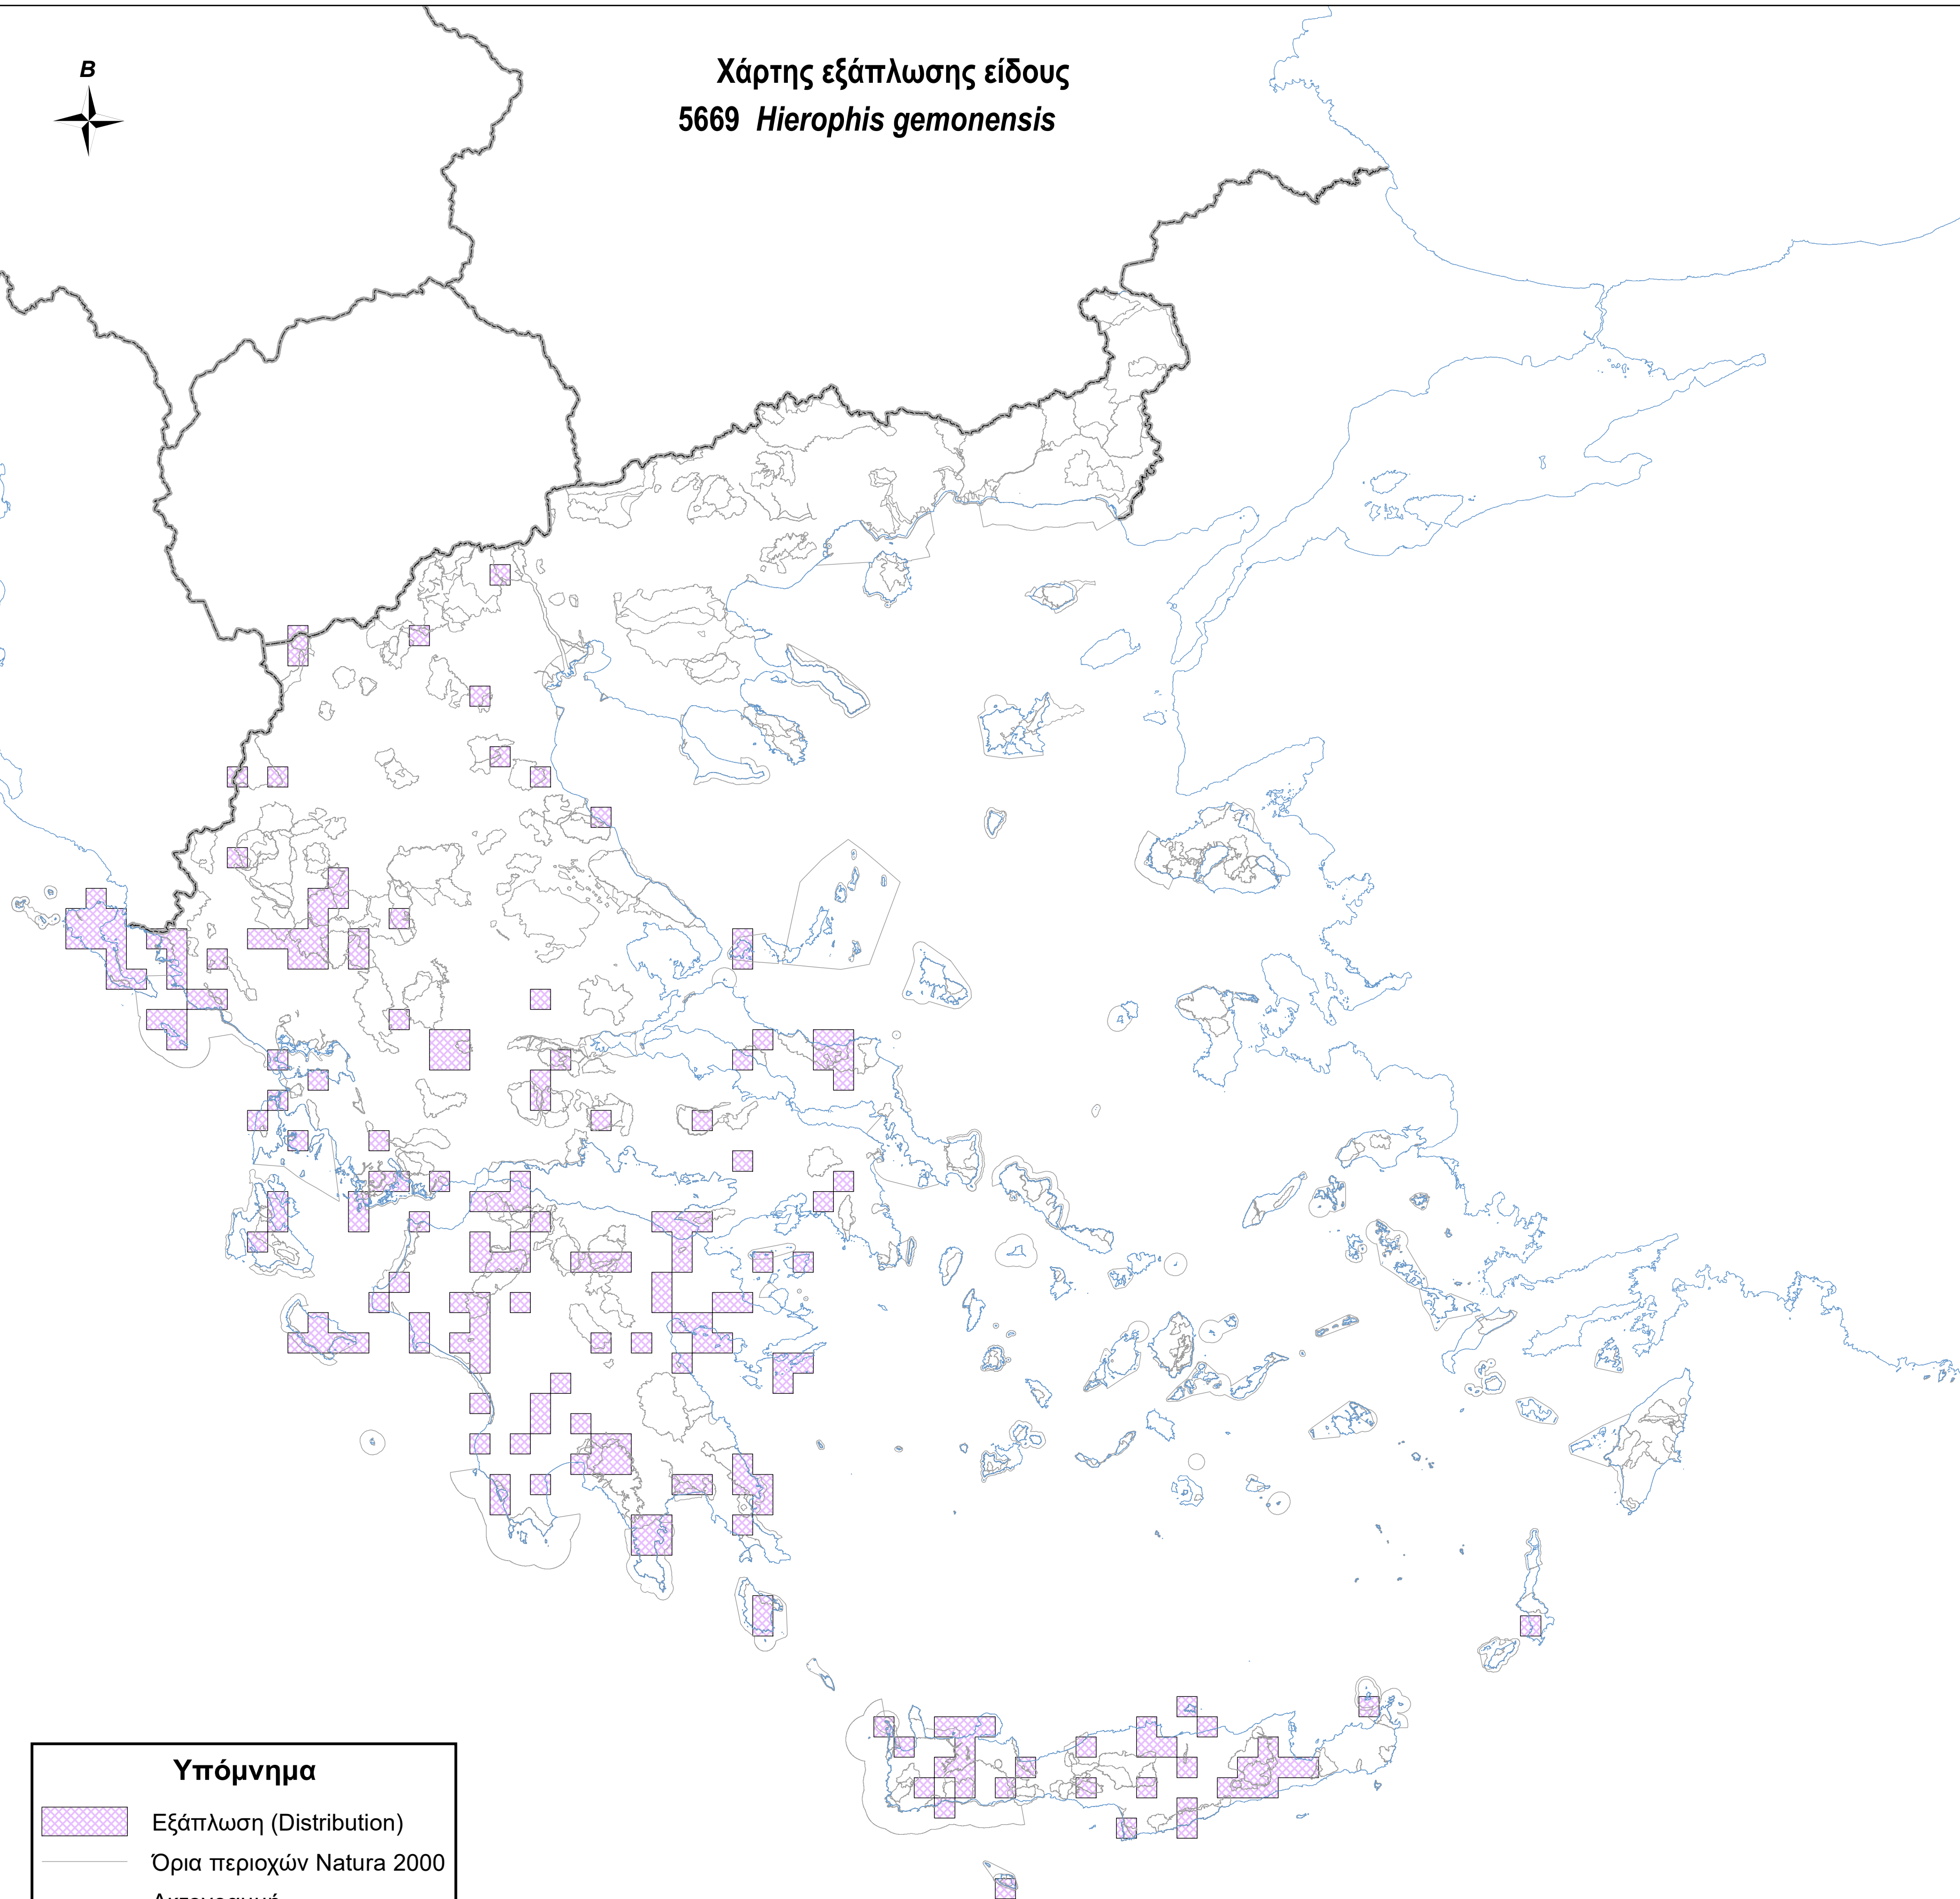 B
Χάρτης εξάπλωσης είδους
5669 Hierophis gemonensis
Υπόμνημα
Εξάπλωση (Distribution)
Όρια περιοχών Natura 2000